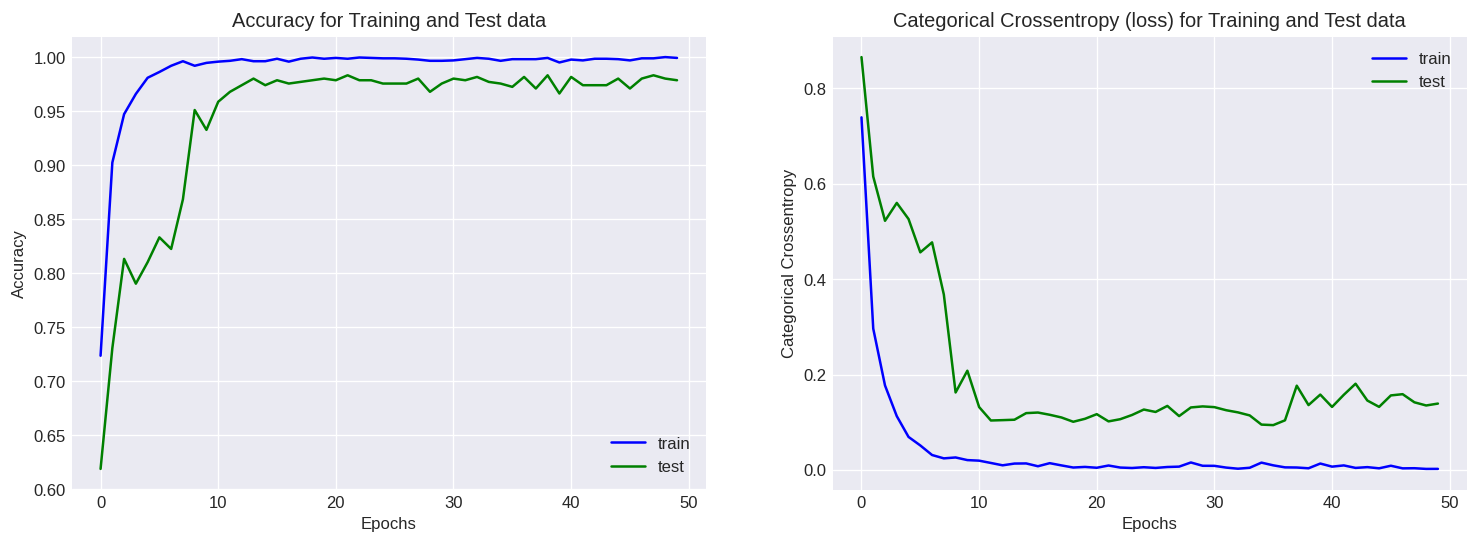 Accuracy for Training and Test data
1.00
0.95
0.90
0.85
0.80
0.75
0.70
0.65
0.60
Accuracy
0 10 20 30 40 50
Epochs
train
test
Categorical Crossentropy (loss) for Training and Test data
0.8
0.6
0.4
0.2
0.0
Categorical Crossentropy
0 10 20 30 40 50
Epochs
train
test